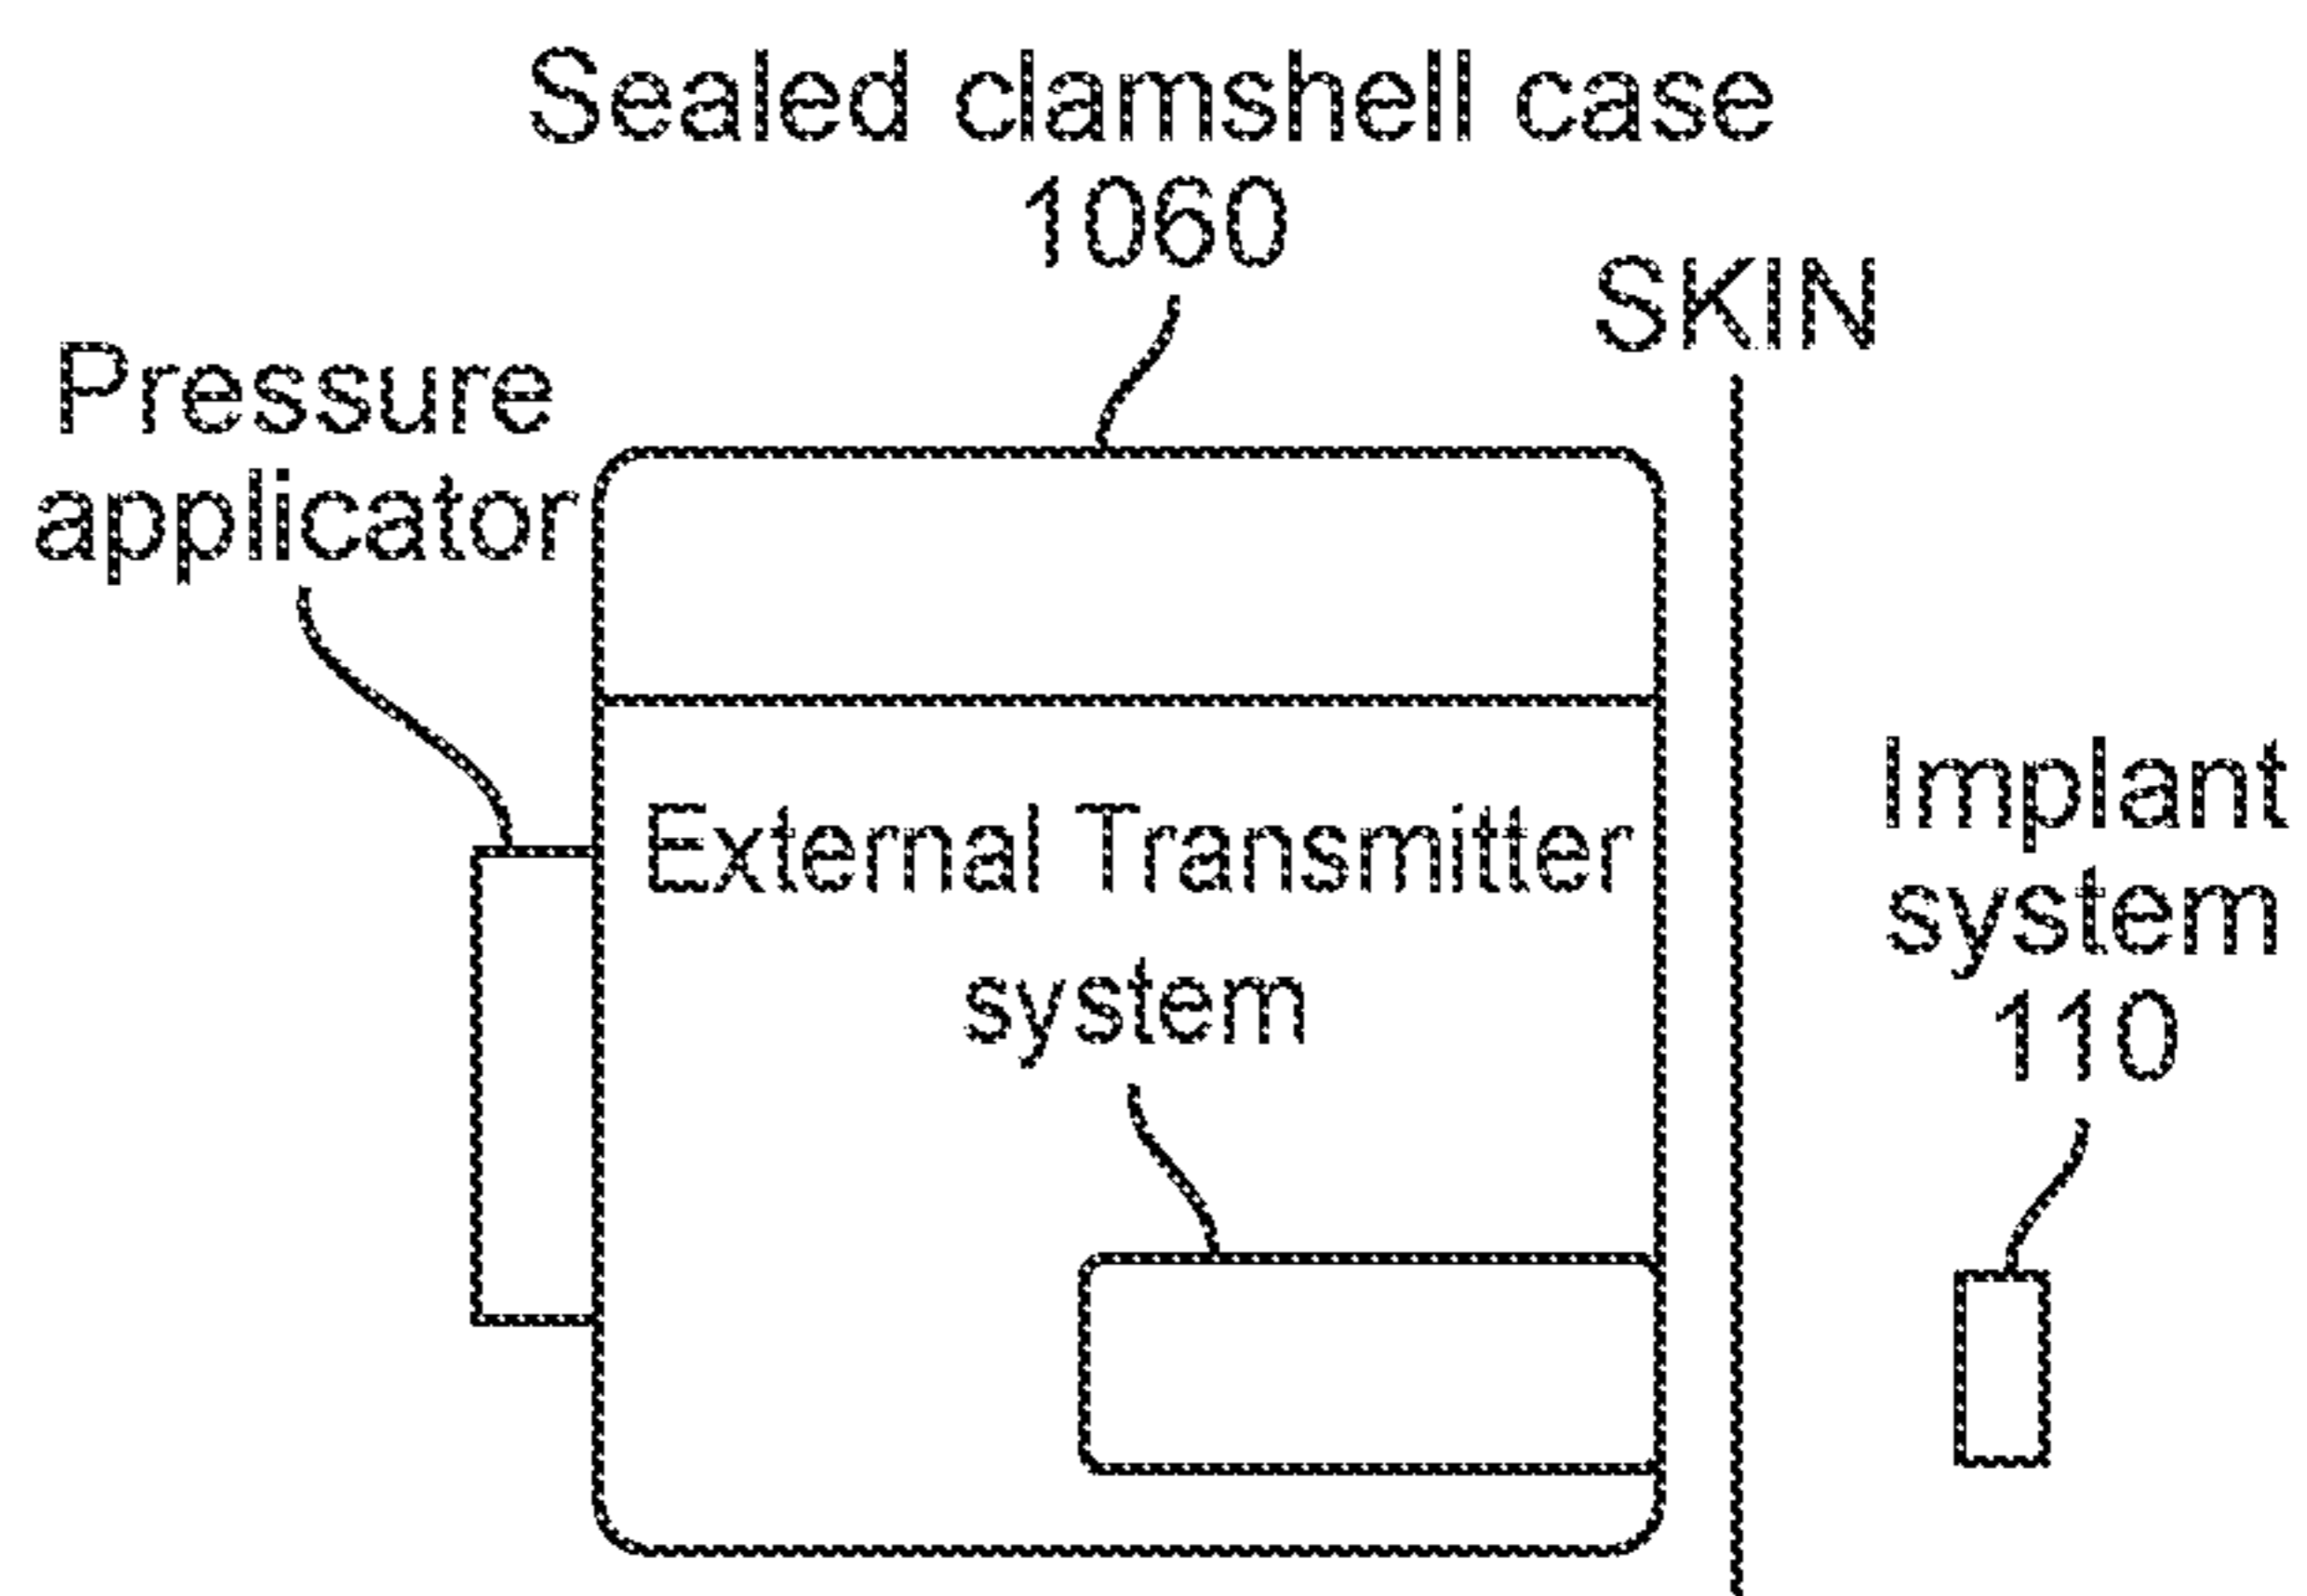 Sealed clamshell case
1060
SKIN
Pressure
applicator
External Transmitter
system
Implant
system
110